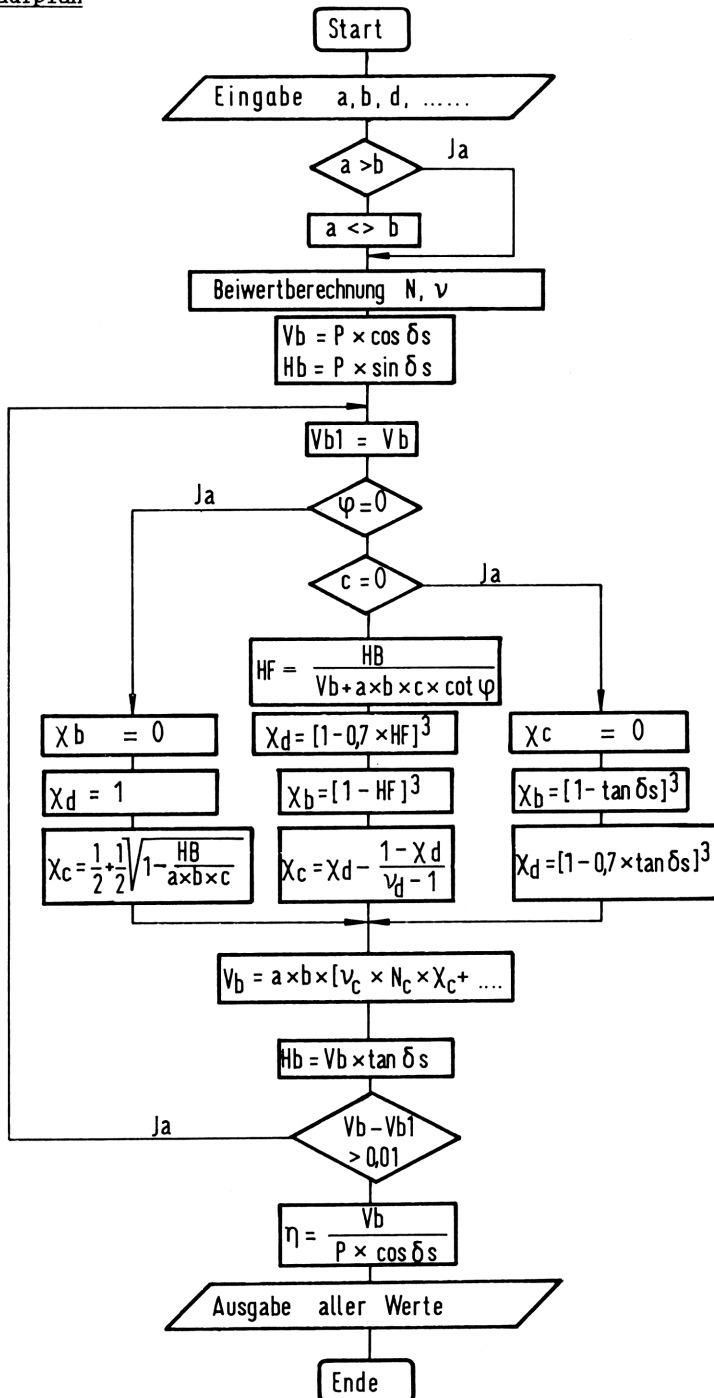 Start
Eingabe a, b, d, ......
a >b
Ja
a <> b
Beiwertberechnung N, ν
Vb = P × cos δs
Hb = P × sin δs
Vb1 = Vb
φ = 0
Ja
c = 0
Ja
HF = HB / Vb + a × b × c × cot φ
χb = 0
χd = [1-0,7 × HF]³
χc = 0
χd = 1
χb = [1 - HF]³
χb = [1 - tan δs]³
χc = 1/2 + 1/2 √(1 - HB / a×b×c)
χc = χd - 1 - χd / νd - 1
χd = [1-0,7 × tan δs]³
Vb = a × b × [νc × Nc × χc + ....
Hb = Vb × tan δs
Vb - Vb1
> 0,01
Ja
η = Vb / P × cos δs
Ausgabe aller Werte
Ende